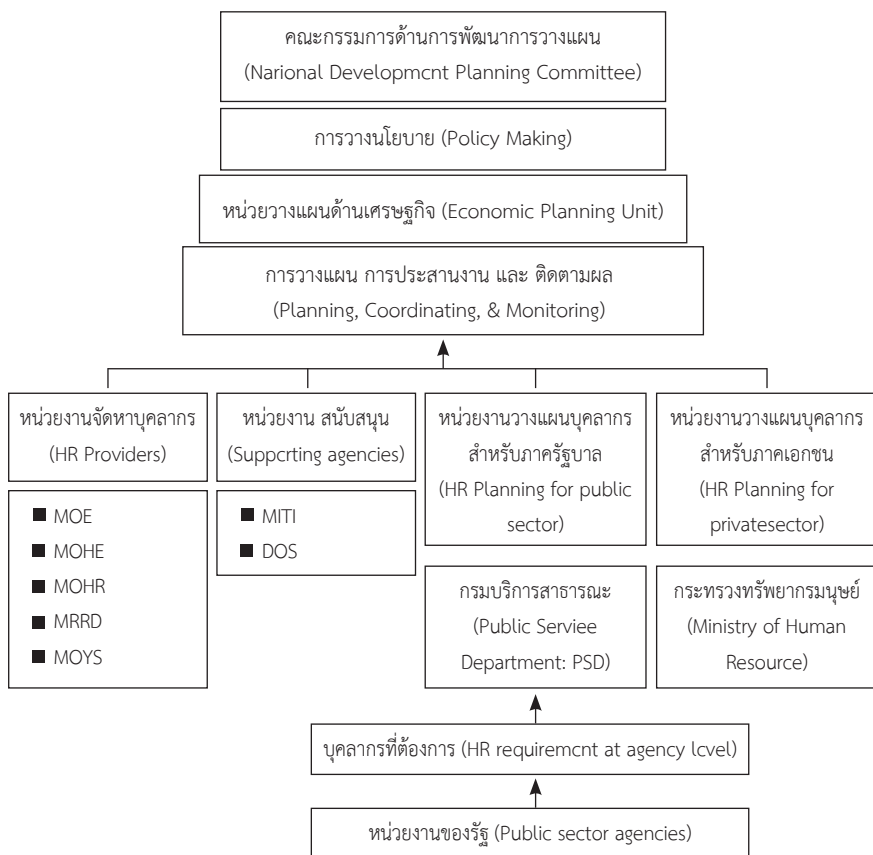 คณะกรรมการด้านการพัฒนาการวางแผน
(Narional Developmcnt Planning Committee)
การวางนโยบาย (Policy Making)
หน่วยวางแผนด้านเศรษฐกิจ (Economic Planning Unit)
การวางแผน การประสานงาน และ ติดตามผล
(Planning, Coordinating, & Monitoring)
หน่วยงานจัดหาบุคลากร
(HR Providers)
■ MOE
■ MOHE
■ MOHR
■ MRRD
■ MOYS
หน่วยงาน สนับสนุน
(Suppcrting agencies)
■ MITI
■ DOS
หน่วยงานวางแผนบุคลากร
สำหรับภาครัฐบาล
(HR Planning for public
sector)
หน่วยงานวางแผนบุคลากร
สำหรับภาคเอกชน
(HR Planning for
privatesector)
กรมบริการสาธารณะ
(Public Serviee
Department: PSD)
กระทรวงทรัพยากรมนุษย์
(Ministry of Human
Resource)
บุคลากรที่ต้องการ (HR requiremcnt at agency lcvel)
หน่วยงานของรัฐ (Public sector agencies)